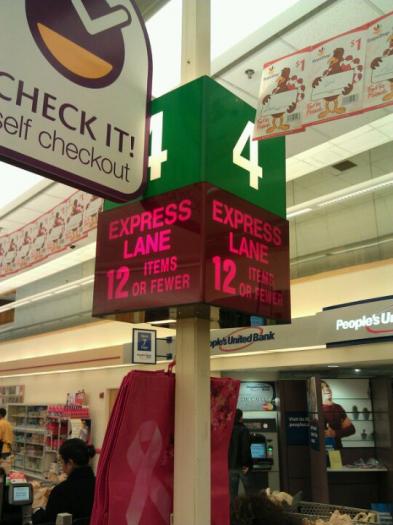 CHECK IT!
self checkout
4
4
EXPRESS
LANE
12 ITEMS
OR FEWER
EXPRESS
LANE
12 ITEMS
OR FEWER
$1
$1
$1
People's United Bank
People's U